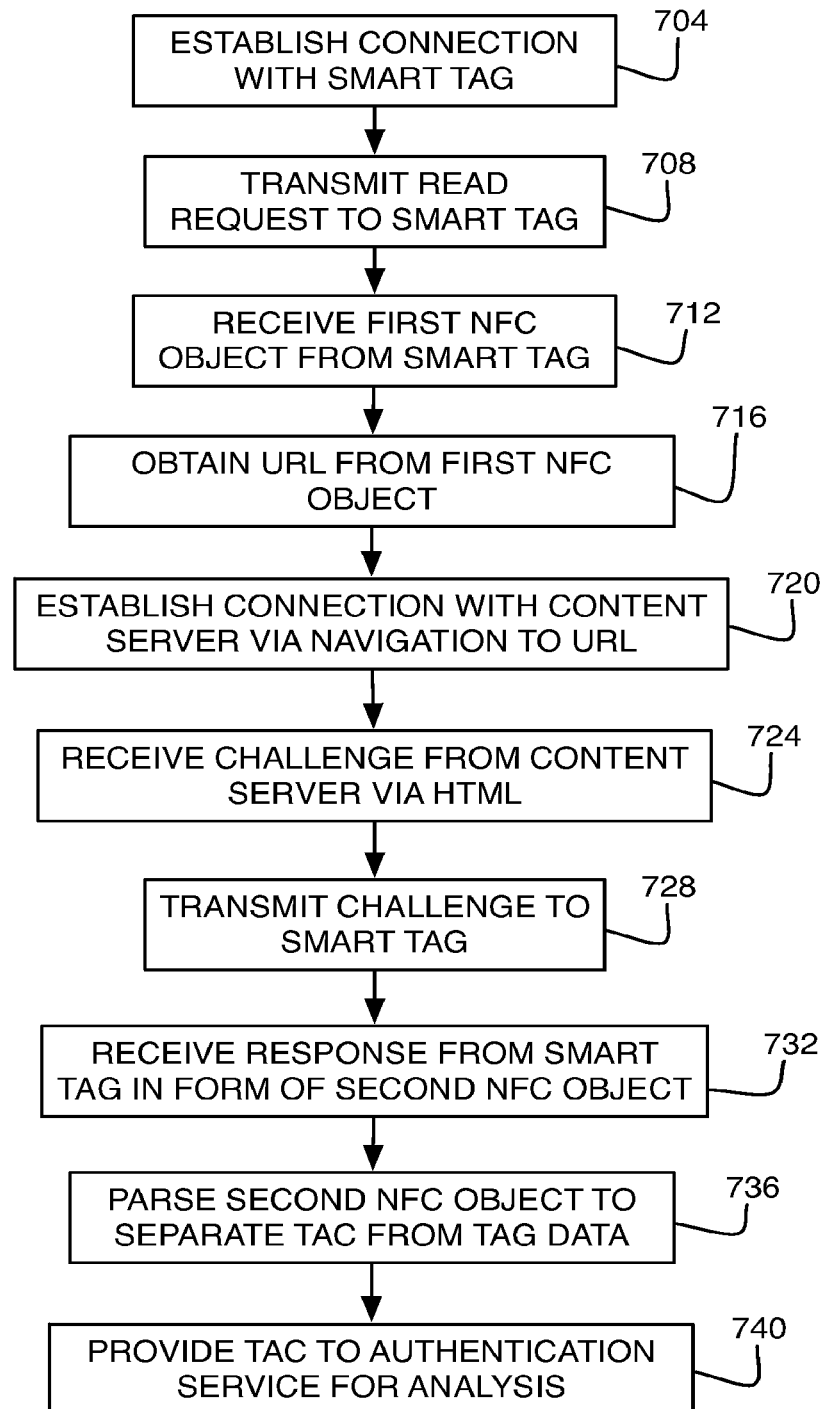 704
ESTABLISH CONNECTION
WITH SMART TAG
708
TRANSMIT READ
REQUEST TO SMART TAG
712
RECEIVE FIRST NFC
OBJECT FROM SMART TAG
716
OBTAIN URL FROM FIRST NFC
OBJECT
720
ESTABLISH CONNECTION WITH CONTENT
SERVER VIA NAVIGATION TO URL
724
RECEIVE CHALLENGE FROM CONTENT
SERVER VIA HTML
728
TRANSMIT CHALLENGE TO
SMART TAG
732
RECEIVE RESPONSE FROM SMART
TAG IN FORM OF SECOND NFC OBJECT
736
PARSE SECOND NFC OBJECT TO
SEPARATE TAC FROM TAG DATA
740
PROVIDE TAC TO AUTHENTICATION
SERVICE FOR ANALYSIS